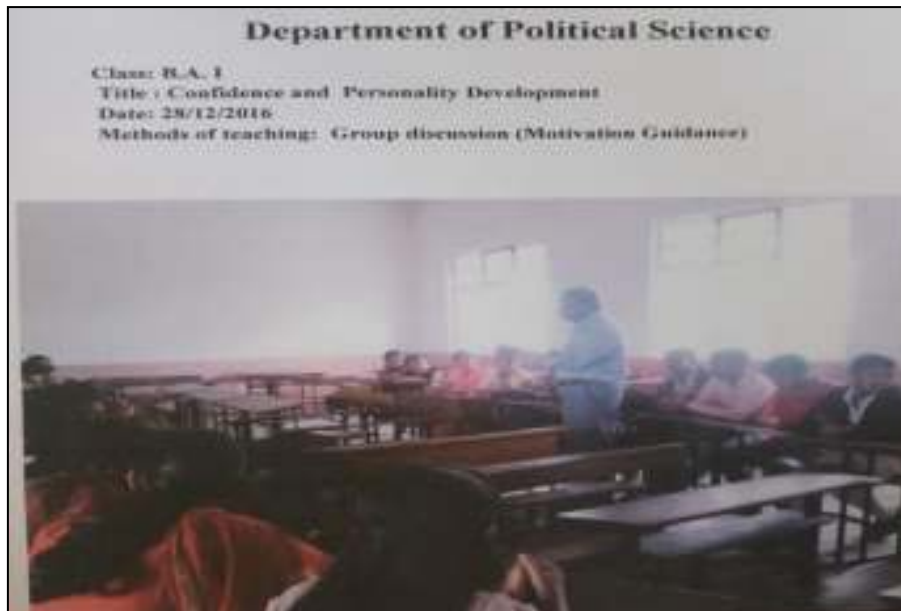 Department of Political Science
Class: B.A. I
Title : Confidence and Personality Development
Date: 28/12/2016
Methods of teaching: Group discussion (Motivation Guidance)